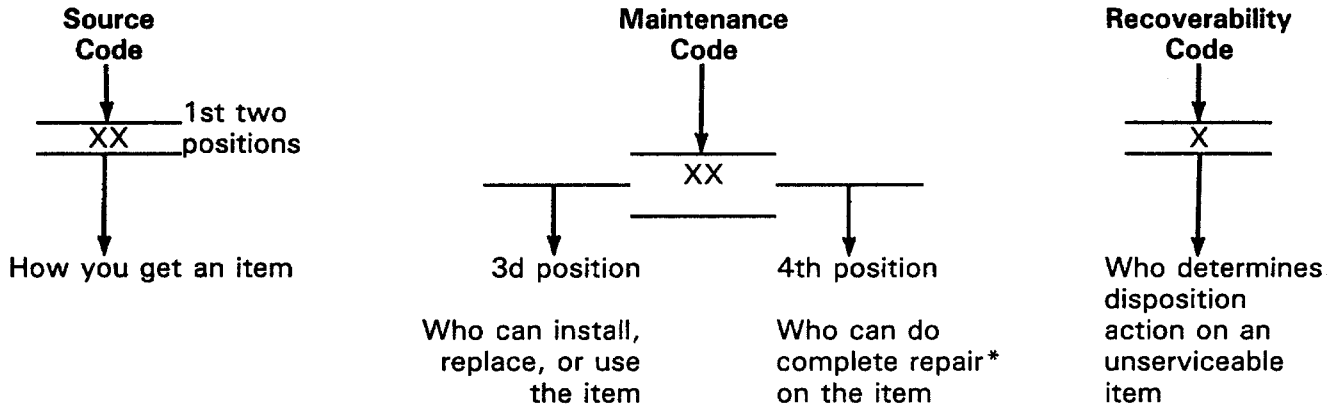 Source
Code
1st two
XX
positions
How you get an item
Maintenance
Code
XX
3d position
Who can install,
replace, or use
the item
4th position
Who can do
complete repair*
on the item
Recoverability
Code
X
Who determines
disposition
action on an
unserviceable
item